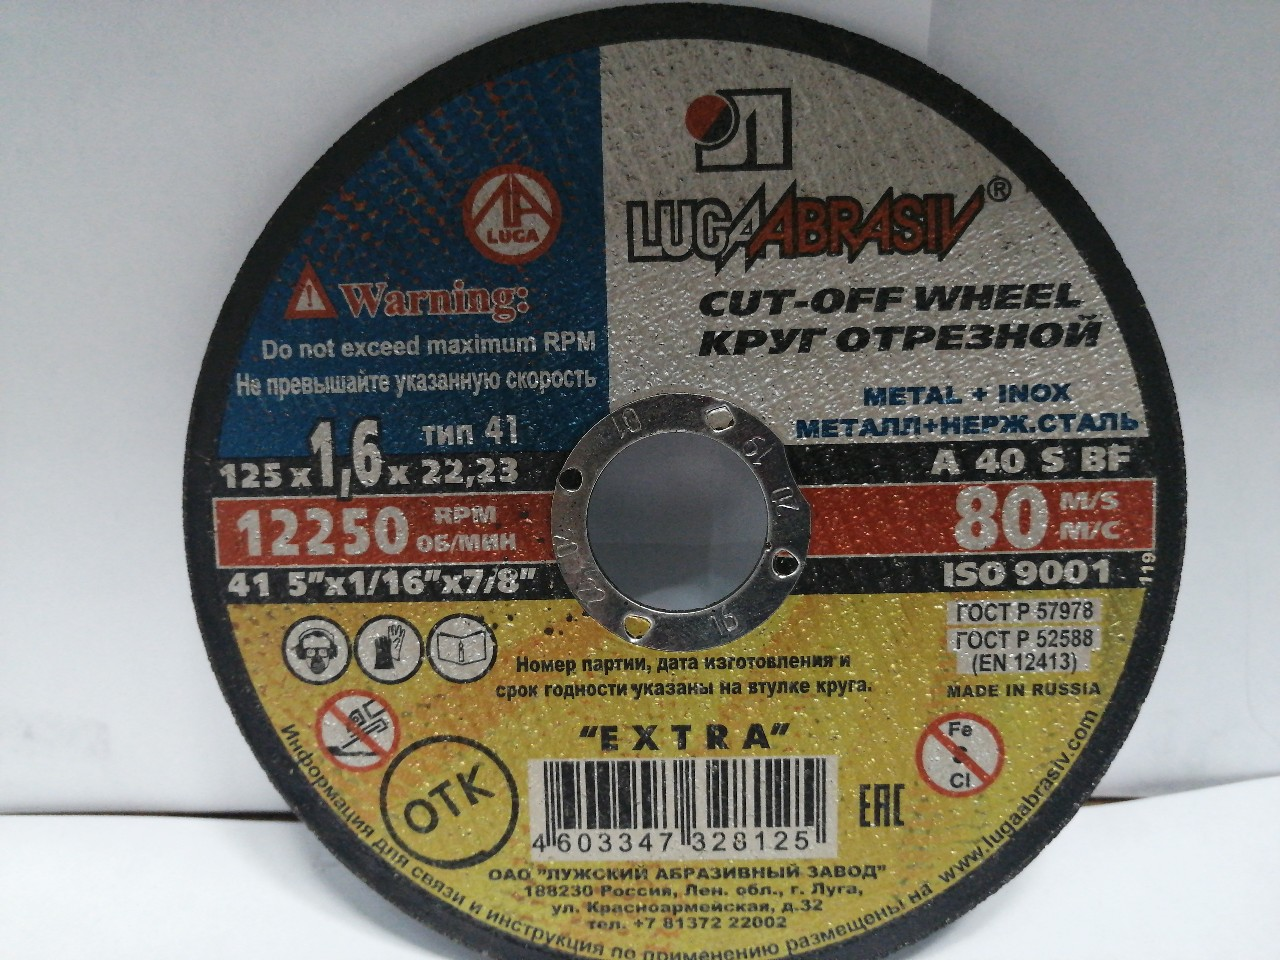 LUGAABRASIV®
CUT-OFF WHEEL
КРУГ ОТРЕЗНОЙ
METAL + INOX
МЕТАЛЛ+НЕРЖ.СТАЛЬ
LUGA
Warning:
Do not exceed maximum RPM
Не превышайте указанную скорость
тип 41
125 x 1,6 x 22,23
A 40 S BF
12250 RPM ОБ/МИН
80 M/S М/С
41 5”x1/16”x7/8”
ISO 9001
119
ГОСТ Р 57978
ГОСТ Р 52588
(EN 12413)
MADE IN RUSSIA
Номер партии, дата изготовления и
срок годности указаны на втулке круга.
"EXTRA"
Fe
S
Cl
ОТК
EAC
4 603347 328125
ОАО "ЛУЖСКИЙ АБРАЗИВНЫЙ ЗАВОД"
188230 Россия, Лен. обл., г. Луга,
ул. Красноармейская, д.32
тел. +7 81372 22002
Информация для связи и инструкция по применению размещены на www.lugaabrasiv.com